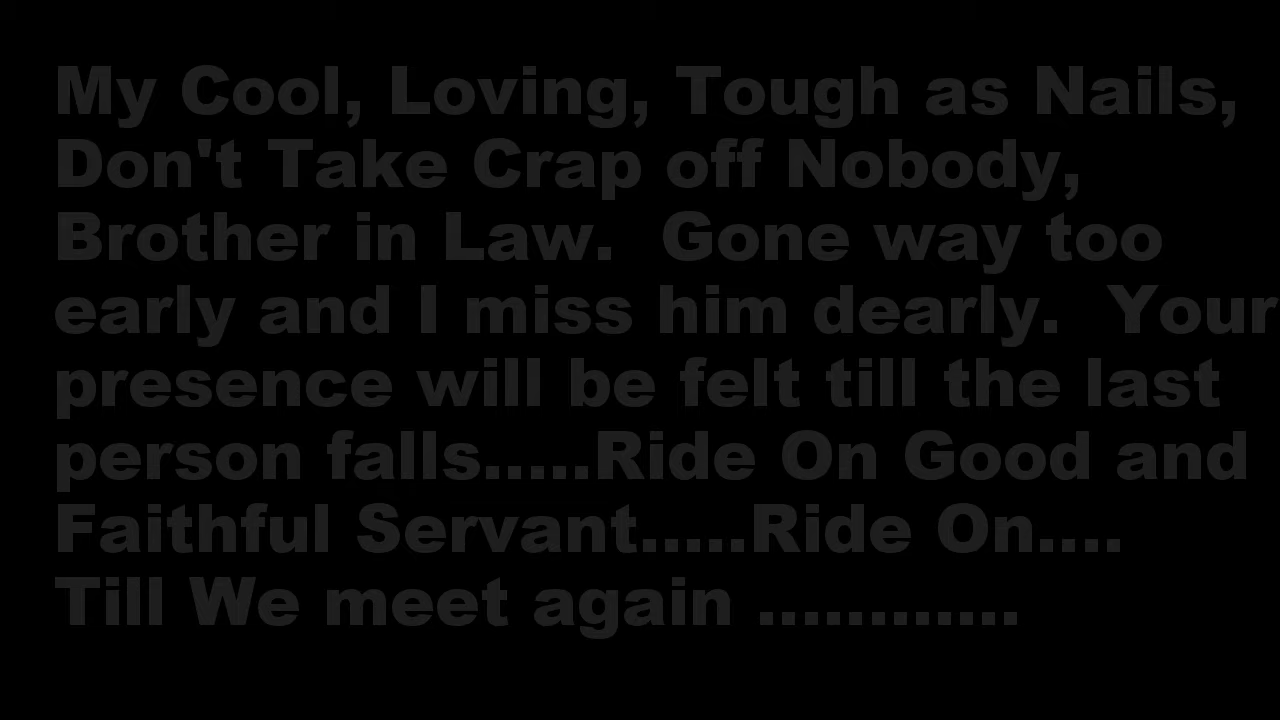 My Cool, Loving, Tough as Nails,
Don't Take Crap off Nobody,
Brother in Law.  Gone way too
early and I miss him dearly.  Your
presence will be felt till the last
person falls.....Ride On Good and
Faithful Servant.....Ride On....
Till We meet again ............